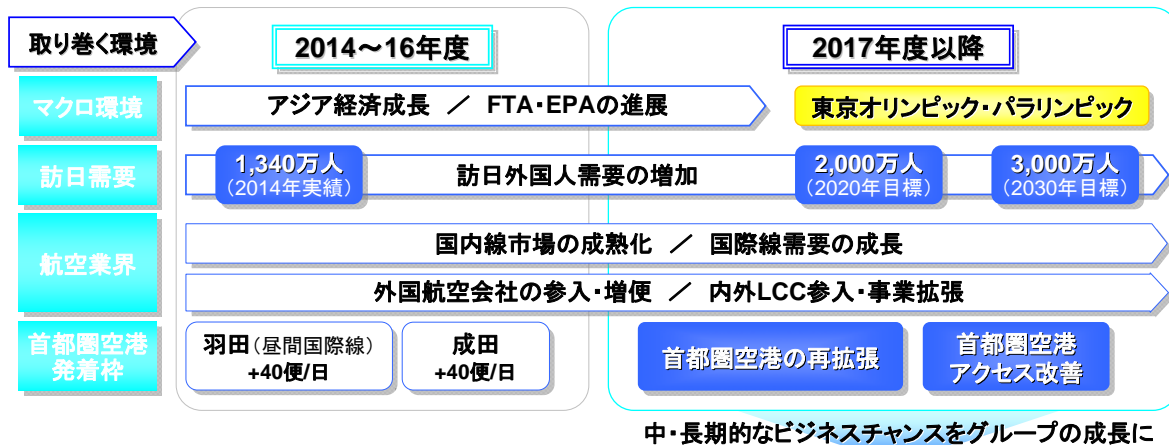 取り巻く環境
2014～16年度
2017年度以降
マクロ環境
アジア経済成長 ／ FTA・EPAの進展
東京オリンピック・パラリンピック
訪日需要
1,340万人
（2014年実績）
訪日外国人需要の増加
2,000万人
（2020年目標）
3,000万人
（2030年目標）
航空業界
国内線市場の成熟化 ／ 国際線需要の成長
外国航空会社の参入・増便 ／ 内外LCC参入・事業拡張
首都圏空港
発着枠
羽田（昼間国際線）
+40便/日
成田
+40便/日
首都圏空港の再拡張
首都圏空港
アクセス改善
中・長期的なビジネスチャンスをグループの成長に